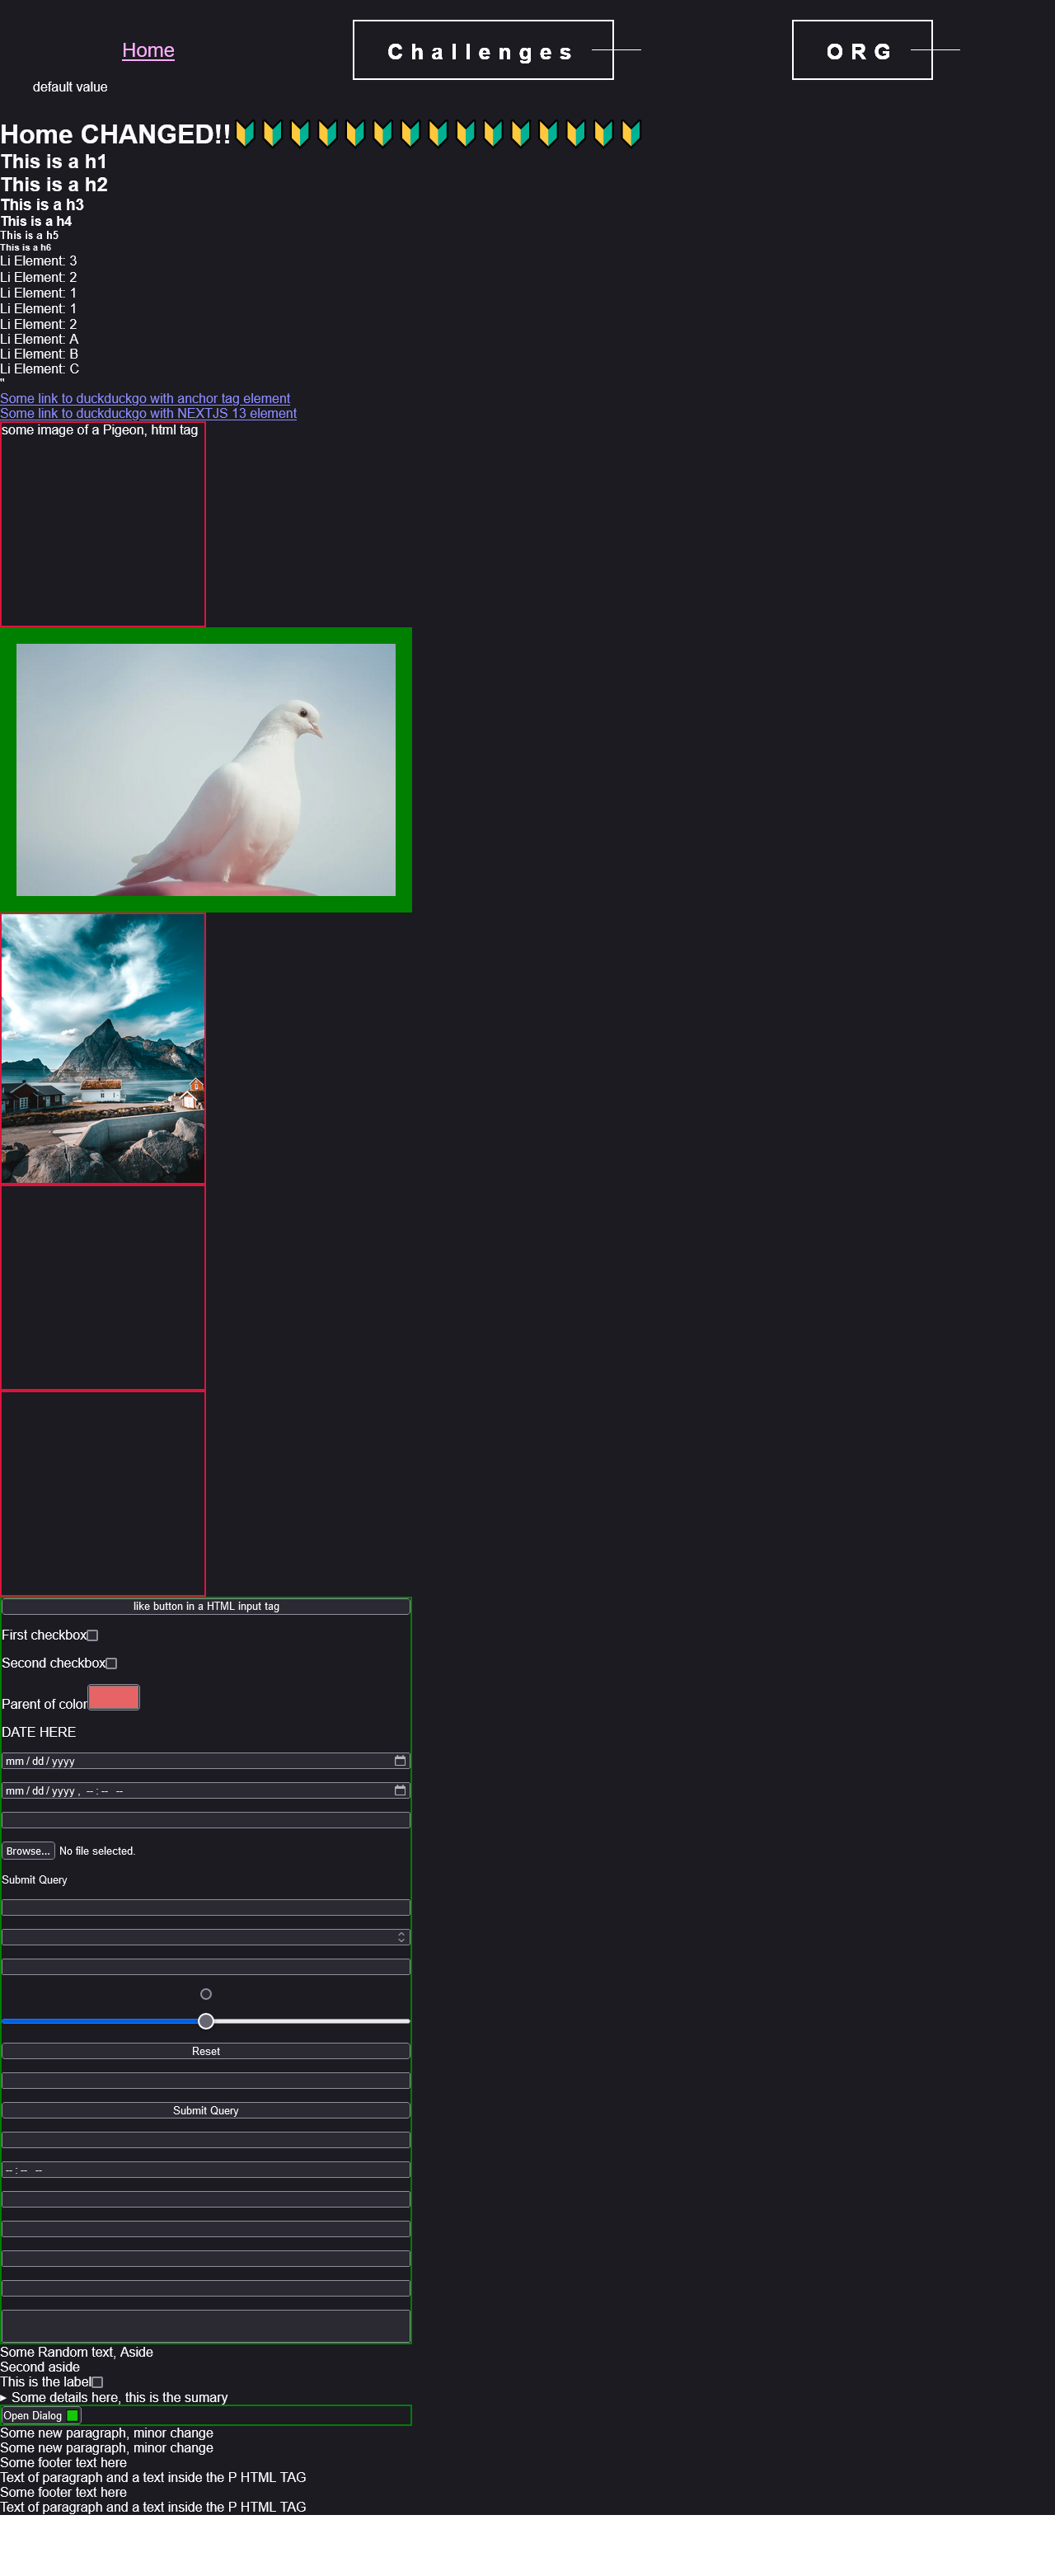 Home
Challenges
ORG
default value
Home CHANGED!!🔰🔰🔰🔰🔰🔰🔰🔰🔰🔰🔰🔰🔰🔰🔰
This is a h1
This is a h2
This is a h3
This is a h4
This is a h5
This is a h6
Li Element: 3
Li Element: 2
Li Element: 1
Li Element: 1
Li Element: 2
Li Element: A
Li Element: B
Li Element: C
"
Some link to duckduckgo with anchor tag element
Some link to duckduckgo with NEXTJS 13 element
some image of a Pigeon, html tag
like button in a HTML input tag
First checkbox
Second checkbox
Parent of color
DATE HERE
mm / dd / yyyy
mm / dd / yyyy , -- : -- --
Browse... No file selected.
Submit Query
Reset
Submit Query
-- : -- --
Some Random text, Aside
Second aside
This is the label
▸ Some details here, this is the sumary
Open Dialog
Some new paragraph, minor change
Some new paragraph, minor change
Some footer text here
Text of paragraph and a text inside the P HTML TAG
Some footer text here
Text of paragraph and a text inside the P HTML TAG